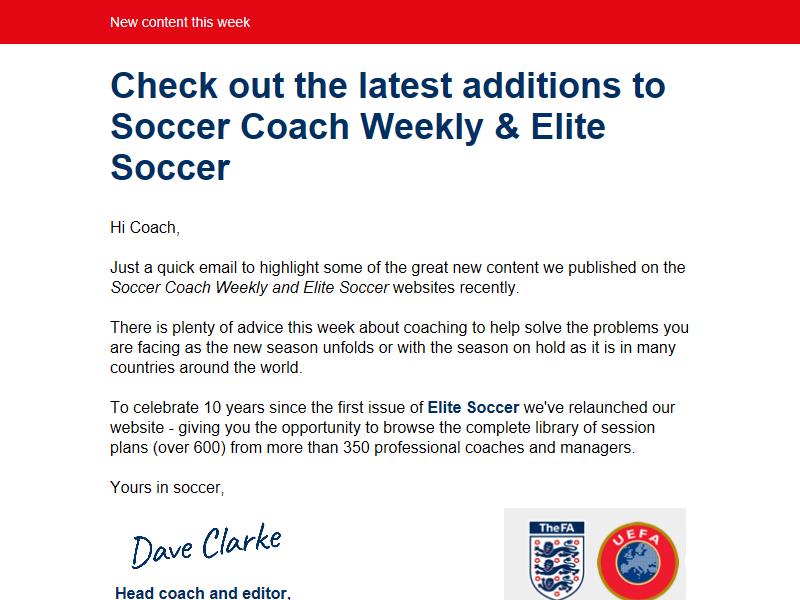 New content this week
Check out the latest additions to
Soccer Coach Weekly & Elite
Soccer
Hi Coach,
Just a quick email to highlight some of the great new content we published on the
Soccer Coach Weekly and Elite Soccer websites recently.
There is plenty of advice this week about coaching to help solve the problems you
are facing as the new season unfolds or with the season on hold as it is in many
countries around the world.
To celebrate 10 years since the first issue of Elite Soccer we've relaunched our
website - giving you the opportunity to browse the complete library of session
plans (over 600) from more than 350 professional coaches and managers.
Yours in soccer,
Dave Clarke
TheFA
UEFA
Head coach and editor,